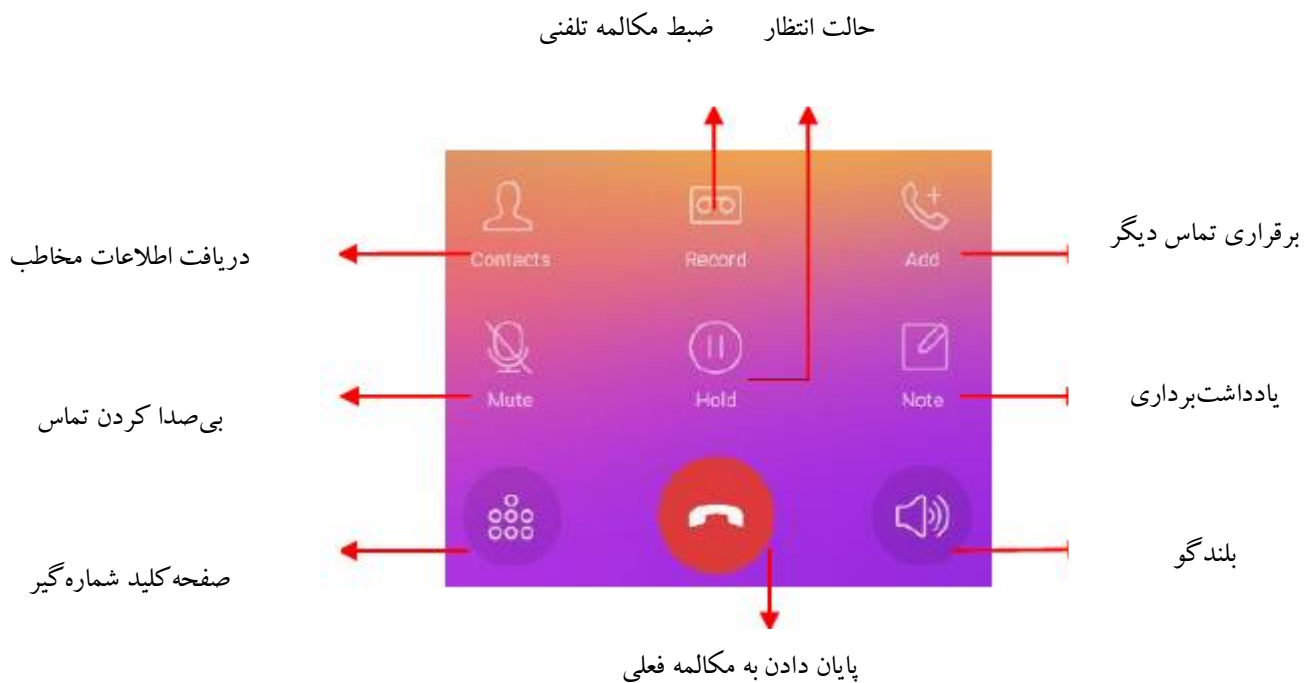 ضبط مکالمه تلفنی
حالت انتظار
Contacts
Record
Add
دریافت اطلاعات مخاطب
برقراری تماس دیگر
Mute
Hold
Note
بی‌صدا کردن تماس
یادداشت‌برداری
صفحه‌کلید شماره‌گیر
بلندگو
پایان دادن به مکالمه فعلی